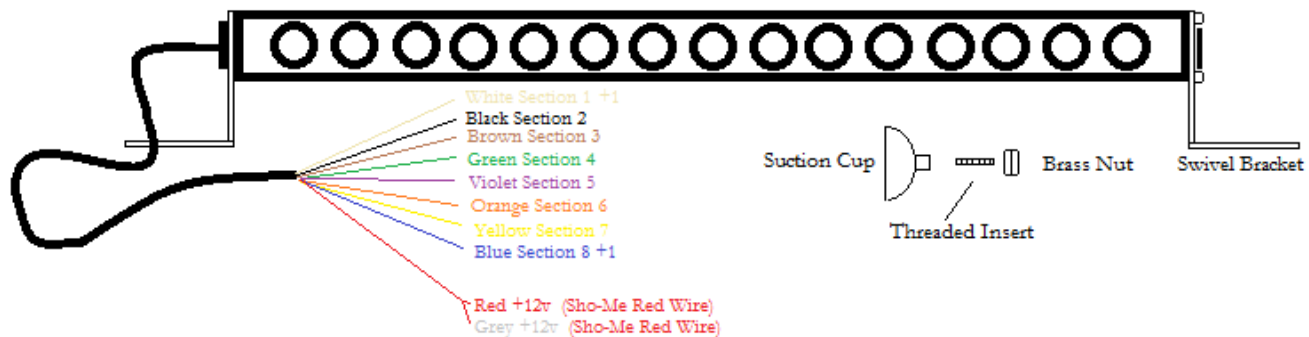 White Section 1 +1
Black Section 2
Brown Section 3
Green Section 4
Violet Section 5
Orange Section 6
Yellow Section 7
Blue Section 8 +1
Red +12v (Sho-Me Red Wire)
Grey +12v (Sho-Me Red Wire)
Suction Cup
Brass Nut
Threaded Insert
Swivel Bracket